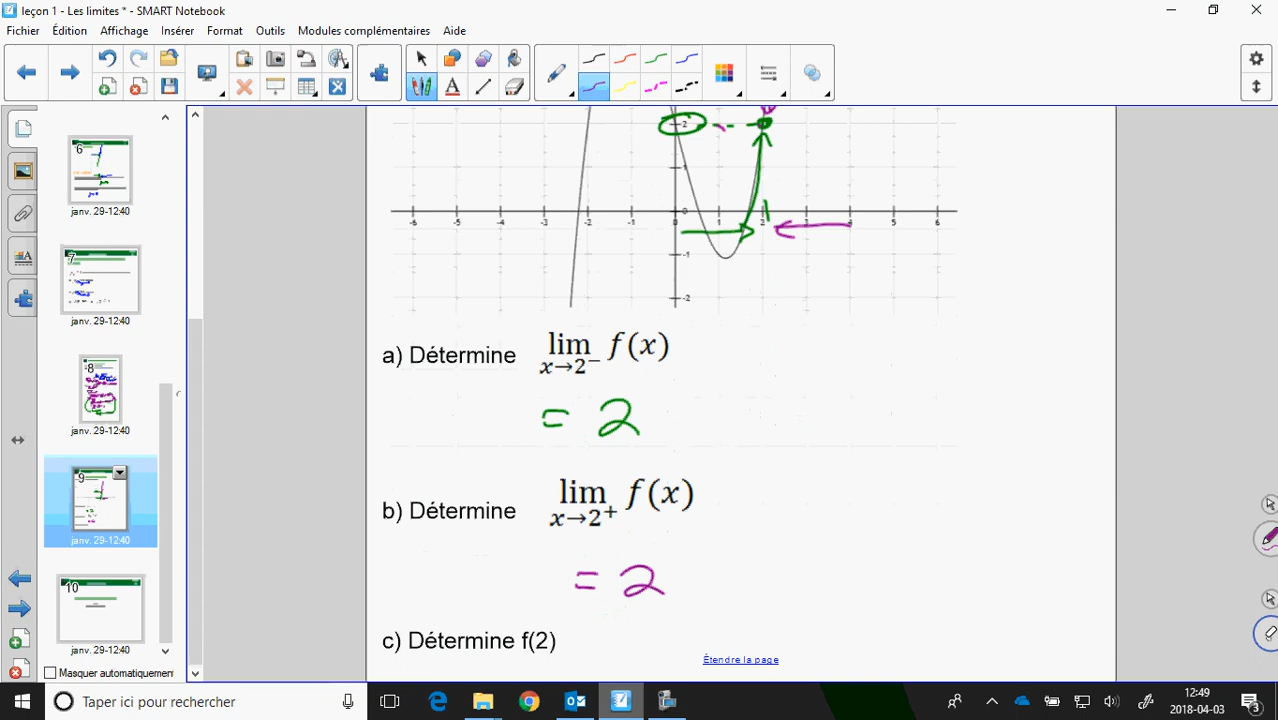 leçon 1 - Les limites * - SMART Notebook
Fichier Édition Affichage Insérer Format Outils Modules complémentaires Aide
6
janv. 29-12:40
7
janv. 29-12:40
8
janv. 29-12:40
9
janv. 29-12:40
10
janv. 29-12:40
Masquer automatiquement
2
1
0
-6 -5 -4 -3 -2 -1 0 1 2 3 4 5 6
-1
-2
a) Détermine lim x→2⁻ f(x)
= 2
b) Détermine lim x→2⁺ f(x)
= 2
c) Détermine f(2)
Étendre la page
Taper ici pour rechercher
12:49
2018-04-03
3